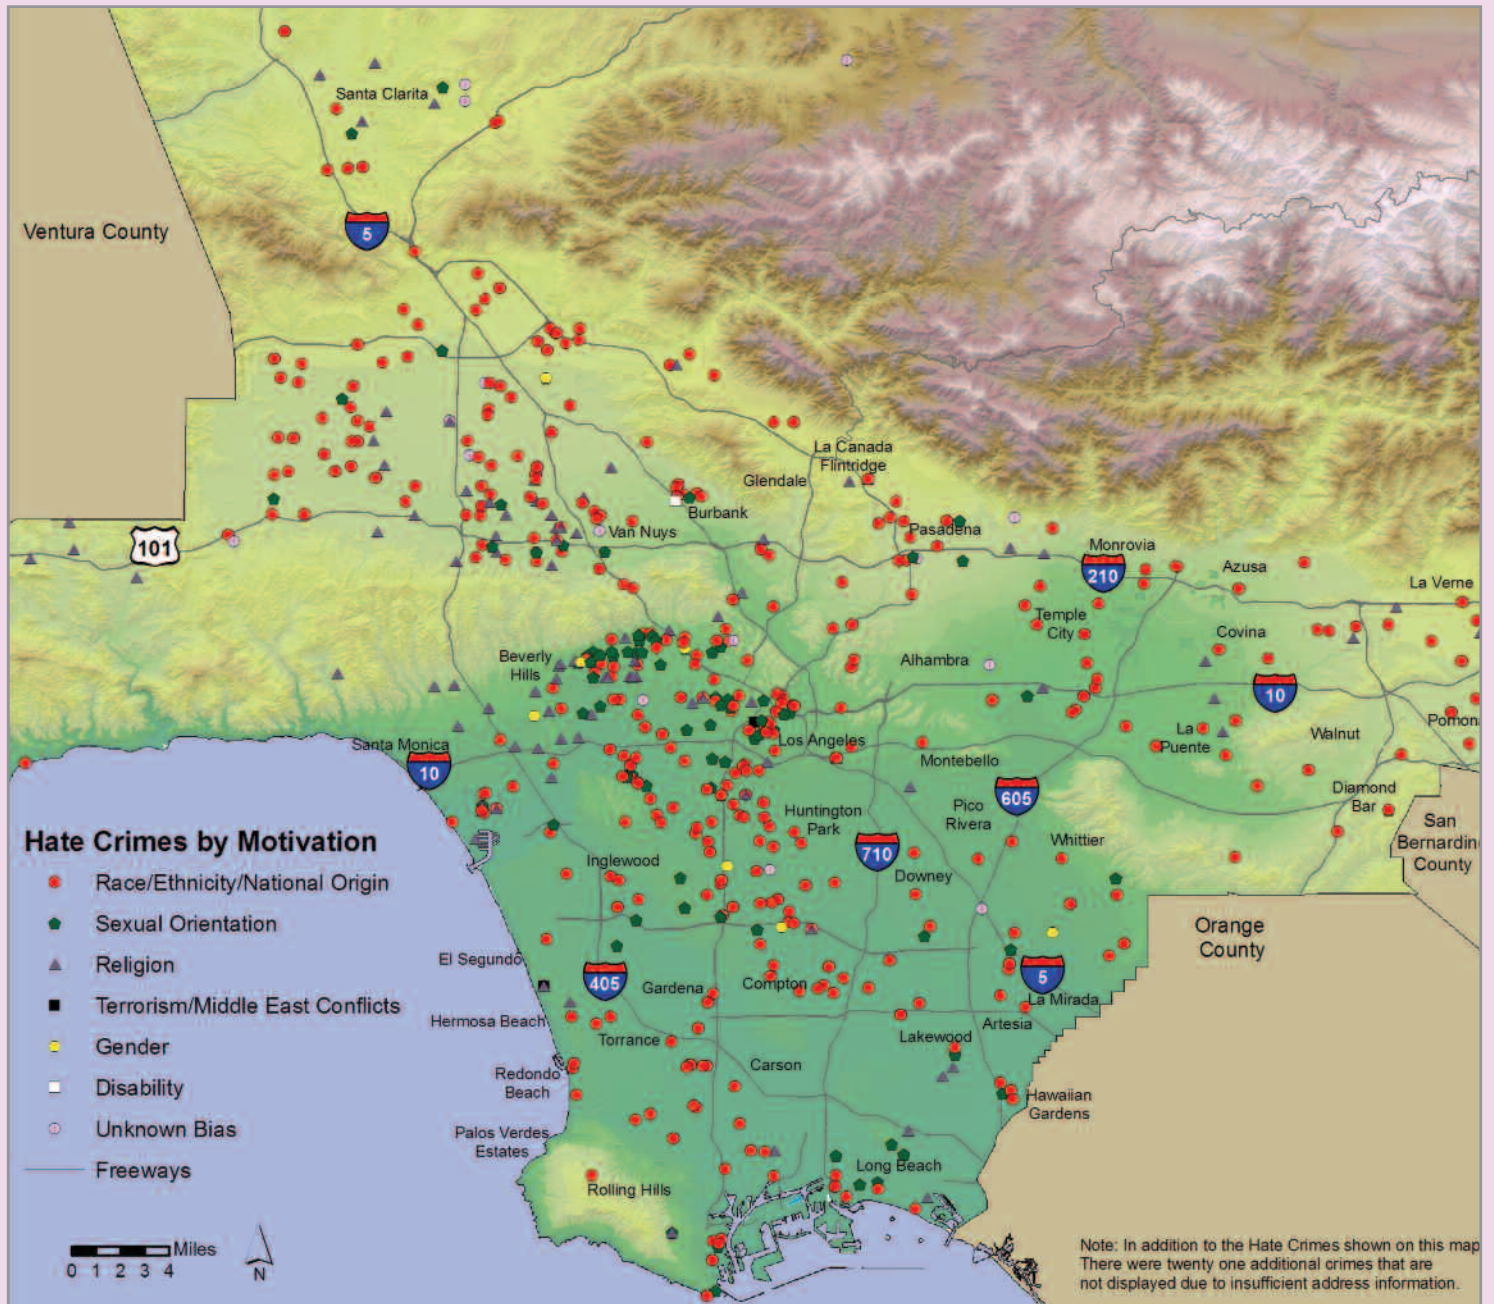 Santa Clarita
Ventura County
5
La Canada
Flintridge
Glendale
Burbank
Van Nuys
101
Pasadena
Monrovia
210
Azusa
La Verne
Temple
City
Covina
Beverly
Hills
Alhambra
10
La
Puente
Walnut
Pomon
Santa Monica
10
Los Angeles
Montebello
605
Diamond
Bar
Pico
Rivera
Huntington
Park
710
Whittier
San
Bernardin
County
Hate Crimes by Motivation
Race/Ethnicity/National Origin
Sexual Orientation
Religion
Terrorism/Middle East Conflicts
Gender
Disability
Unknown Bias
Freeways
Inglewood
Downey
Orange
County
El Segundo
405
Gardena
Compton
5
La Mirada
Hermosa Beach
Torrance
Lakewood
Artesia
Redondo
Beach
Carson
Hawaiian
Gardens
Palos Verdes
Estates
Long Beach
Rolling Hills
Miles
0 1 2 3 4
N
Note: In addition to the Hate Crimes shown on this map
There were twenty one additional crimes that are
not displayed due to insufficient address information.